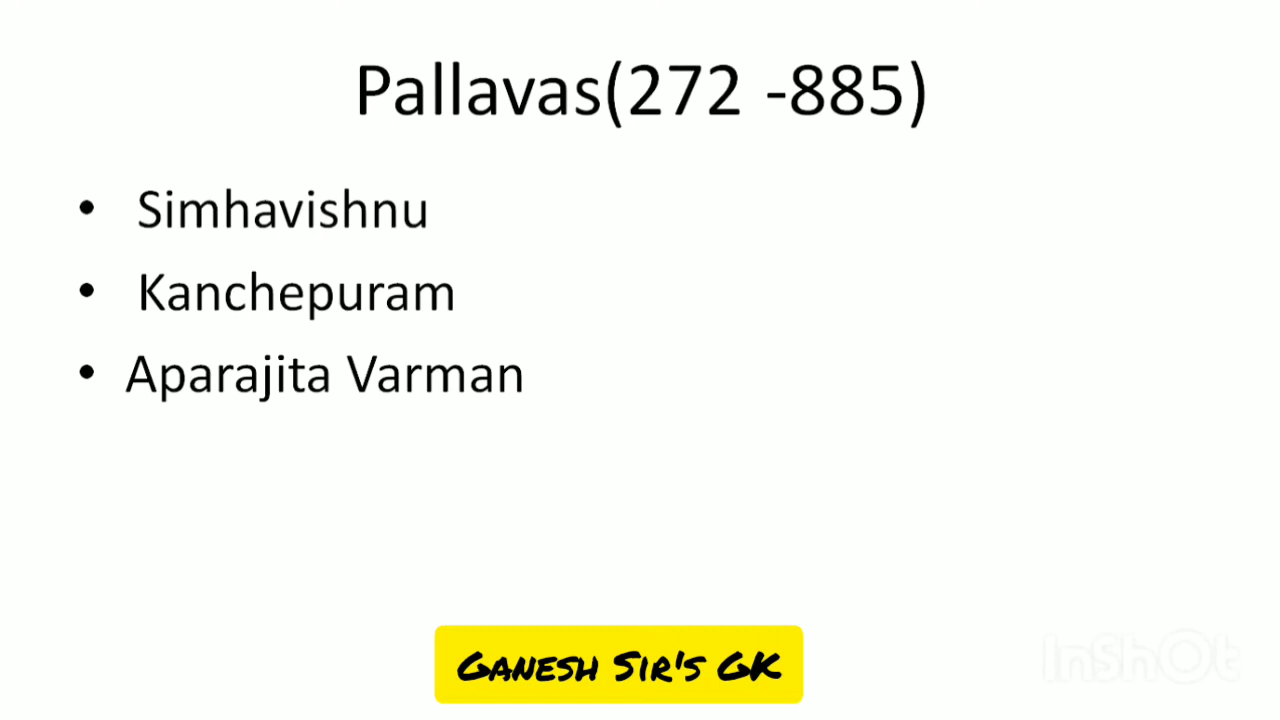 Pallavas(272 -885)
• Simhavishnu
• Kanchepuram
• Aparajita Varman
Ganesh Sir's GK
InShOt